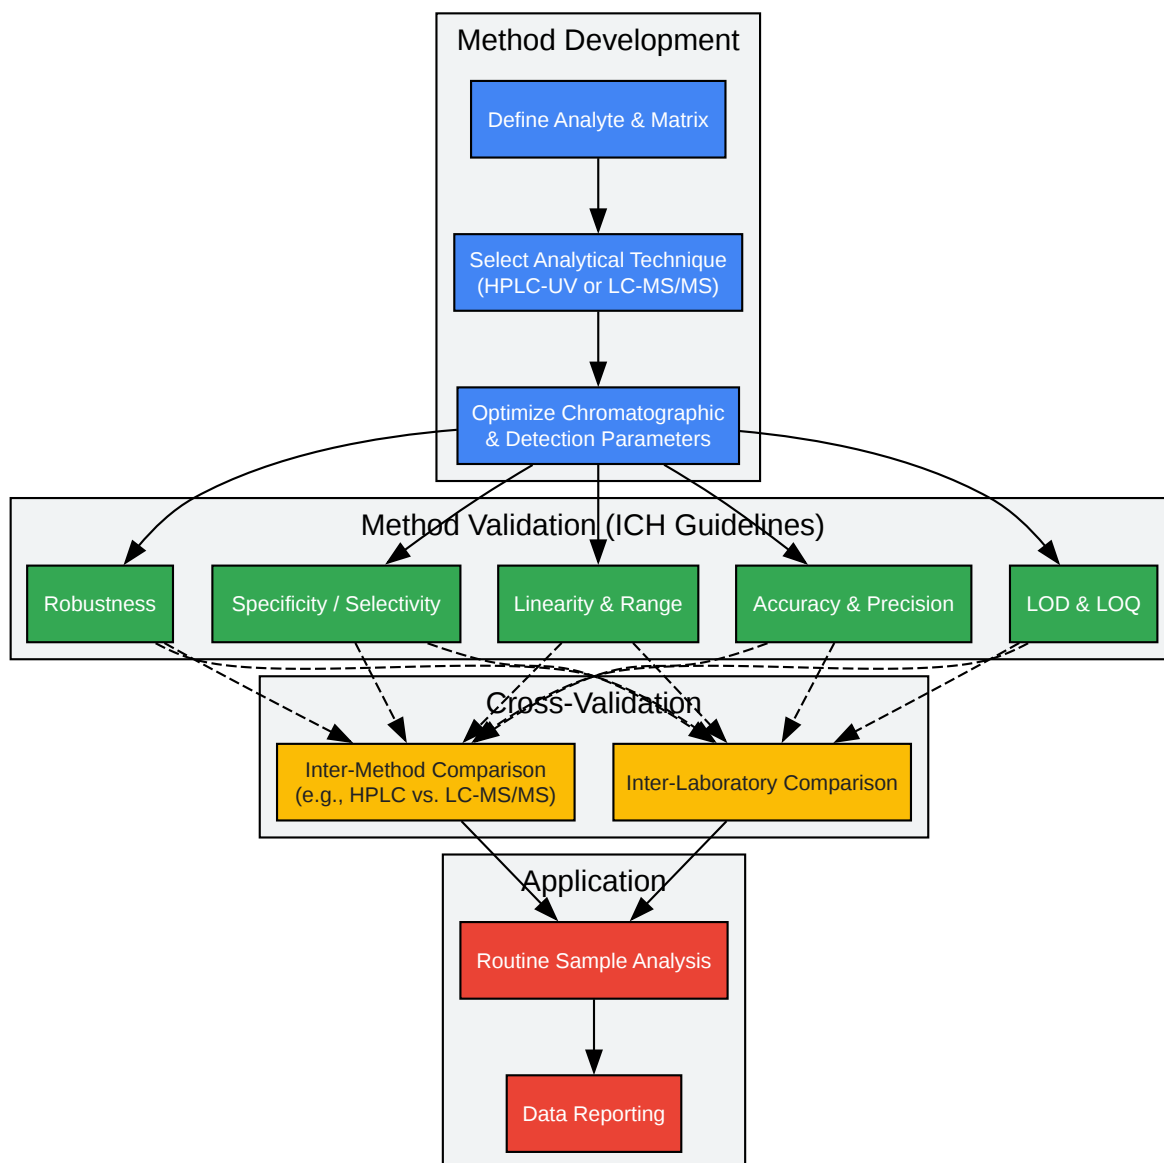 Method Development
Define Analyte & Matrix
Select Analytical Technique
(HPLC-UV or LC-MS/MS)
Optimize Chromatographic
& Detection Parameters
Method Validation (ICH Guidelines)
Robustness
Specificity / Selectivity
Linearity & Range
Accuracy & Precision
LOD & LOQ
Cross-Validation
Inter-Method Comparison
(e.g., HPLC vs. LC-MS/MS)
Inter-Laboratory Comparison
Application
Routine Sample Analysis
Data Reporting